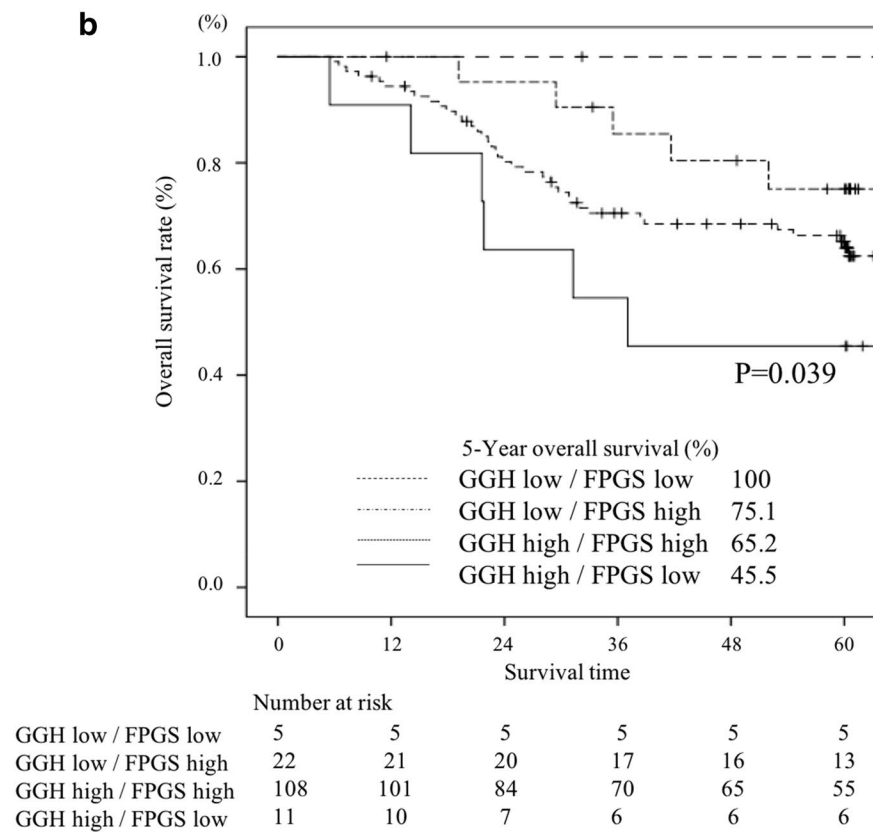 b
(%)
1.0
0.8
0.6
0.4
0.2
0.0
Overall survival rate (%)
P=0.039
5-Year overall survival (%)
GGH low / FPGS low 100
GGH low / FPGS high 75.1
GGH high / FPGS high 65.2
GGH high / FPGS low 45.5
0 12 24 36 48 60
Survival time
Number at risk
GGH low / FPGS low 5 5 5 5 5 5
GGH low / FPGS high 22 21 20 17 16 13
GGH high / FPGS high 108 101 84 70 65 55
GGH high / FPGS low 11 10 7 6 6 6